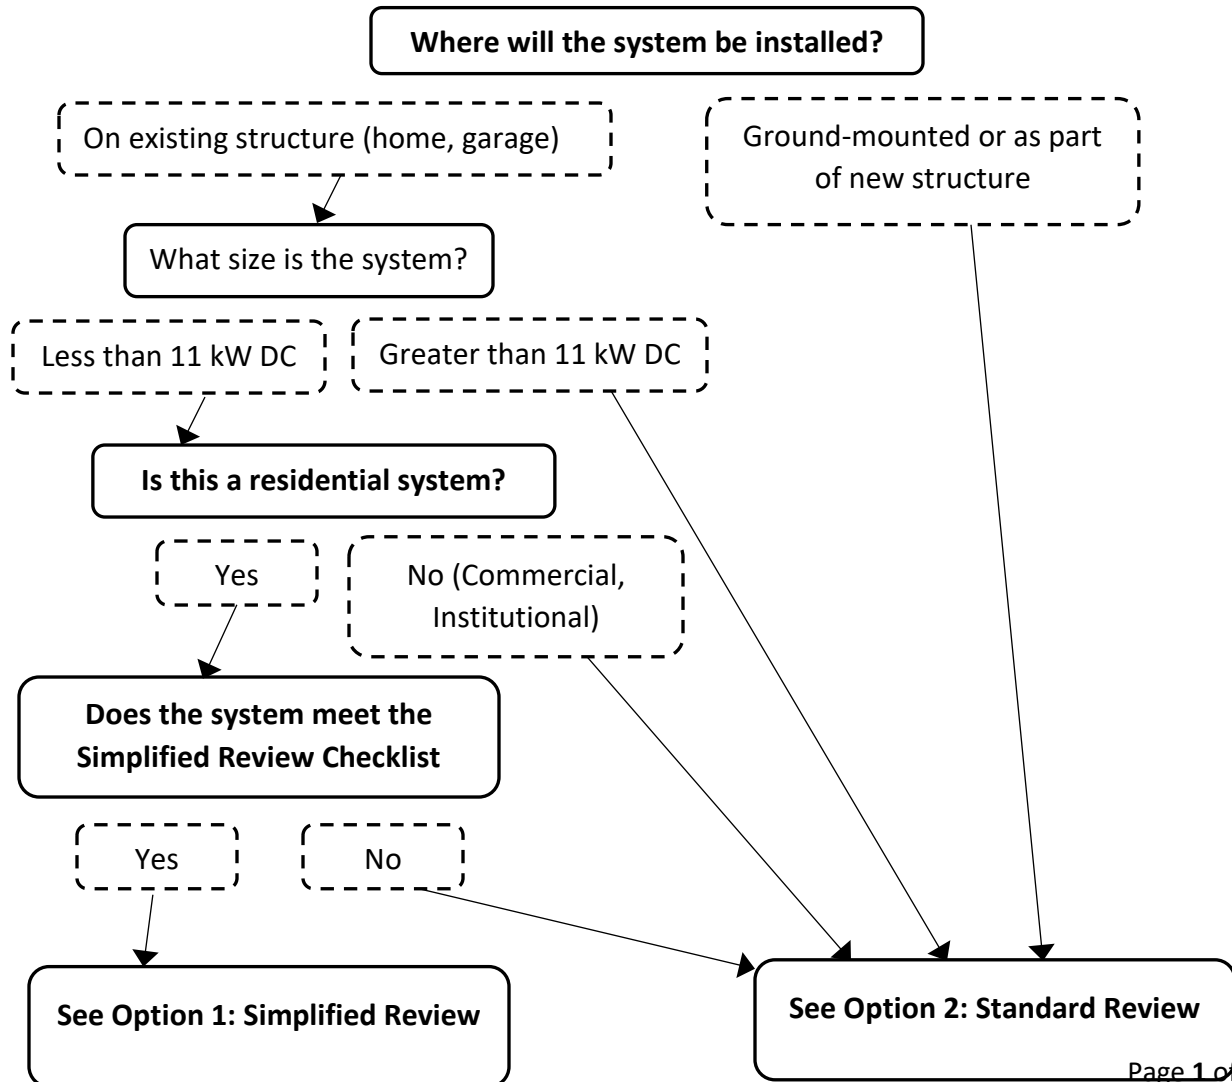 Where will the system be installed?
On existing structure (home, garage)
Ground-mounted or as part
of new structure
What size is the system?
Less than 11 kW DC
Greater than 11 kW DC
Is this a residential system?
Yes
No (Commercial,
Institutional)
Does the system meet the
Simplified Review Checklist
Yes
No
See Option 1: Simplified Review
See Option 2: Standard Review
Page 1 of